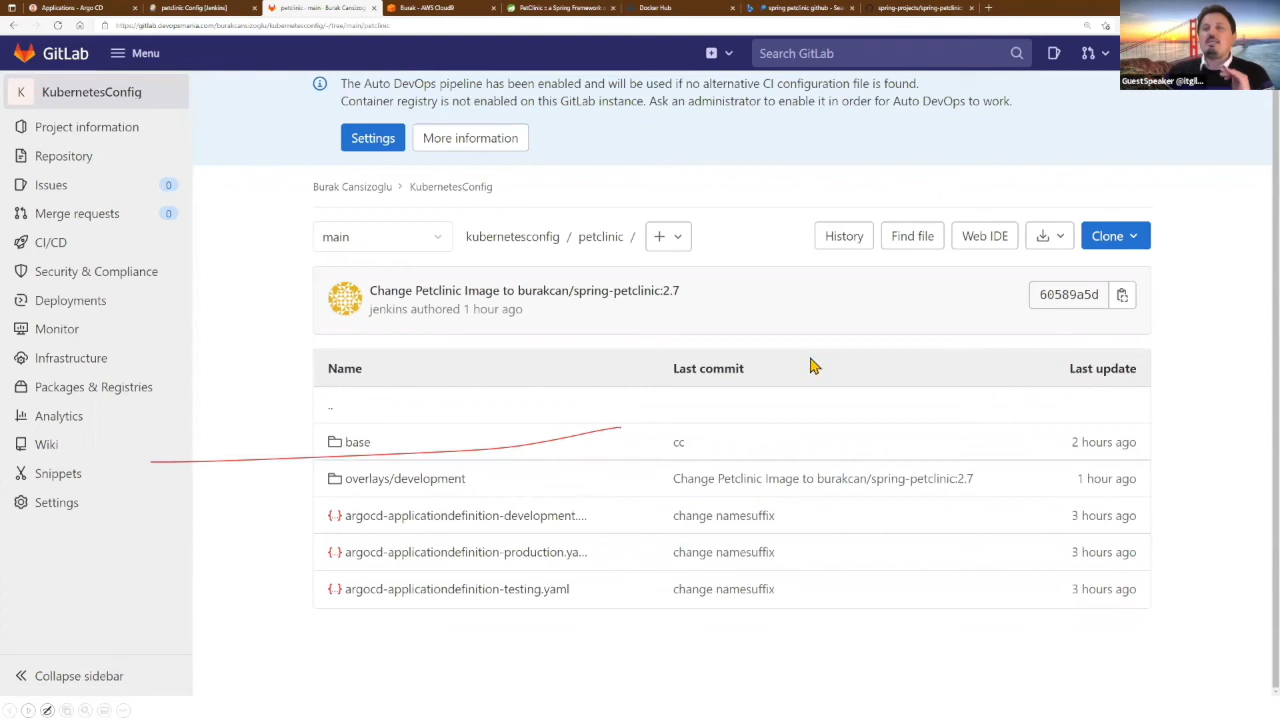 Applications - Argo CD
petclinic Config [Jenkins]
petclinic · main · Burak Cansizog
Burak - AWS Cloud9
PetClinic : a Spring Framework
Docker Hub
spring petclinic github - Sea
spring-projects/spring-petclinic
https://gitlab.devopsmania.com/burakcansizoglu/kubernetesconfig/-/tree/main/petclinic
GitLab
Menu
Search GitLab
GuestSpeaker @itgil...
K KubernetesConfig
Project information
Repository
Issues 0
Merge requests 0
CI/CD
Security & Compliance
Deployments
Monitor
Infrastructure
Packages & Registries
Analytics
Wiki
Snippets
Settings
Collapse sidebar
The Auto DevOps pipeline has been enabled and will be used if no alternative CI configuration file is found.
Container registry is not enabled on this GitLab instance. Ask an administrator to enable it in order for Auto DevOps to work.
Settings More information
Burak Cansizoglu > KubernetesConfig
main kubernetesconfig / petclinic / + History Find file Web IDE Clone
Change Petclinic Image to burakcan/spring-petclinic:2.7
jenkins authored 1 hour ago
60589a5d
Name Last commit Last update
..
base cc 2 hours ago
overlays/development Change Petclinic Image to burakcan/spring-petclinic:2.7 1 hour ago
argocd-applicationdefinition-development.... change namesuffix 3 hours ago
argocd-applicationdefinition-production.ya... change namesuffix 3 hours ago
argocd-applicationdefinition-testing.yaml change namesuffix 3 hours ago